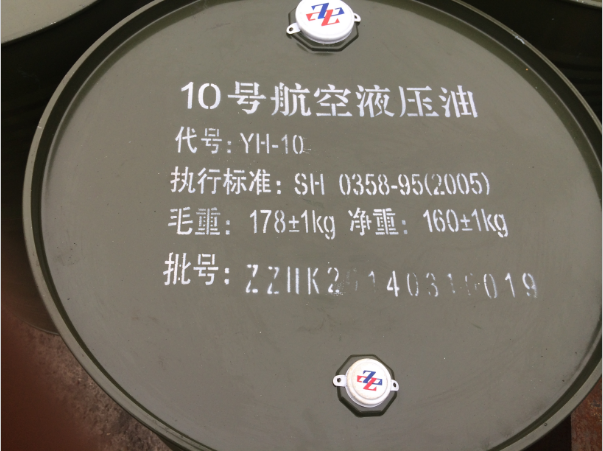 10号航空液压油
代号: YH-10
执行标准: SH 0358-95(2005)
毛重: 178±1kg 净重: 160±1kg
批号: